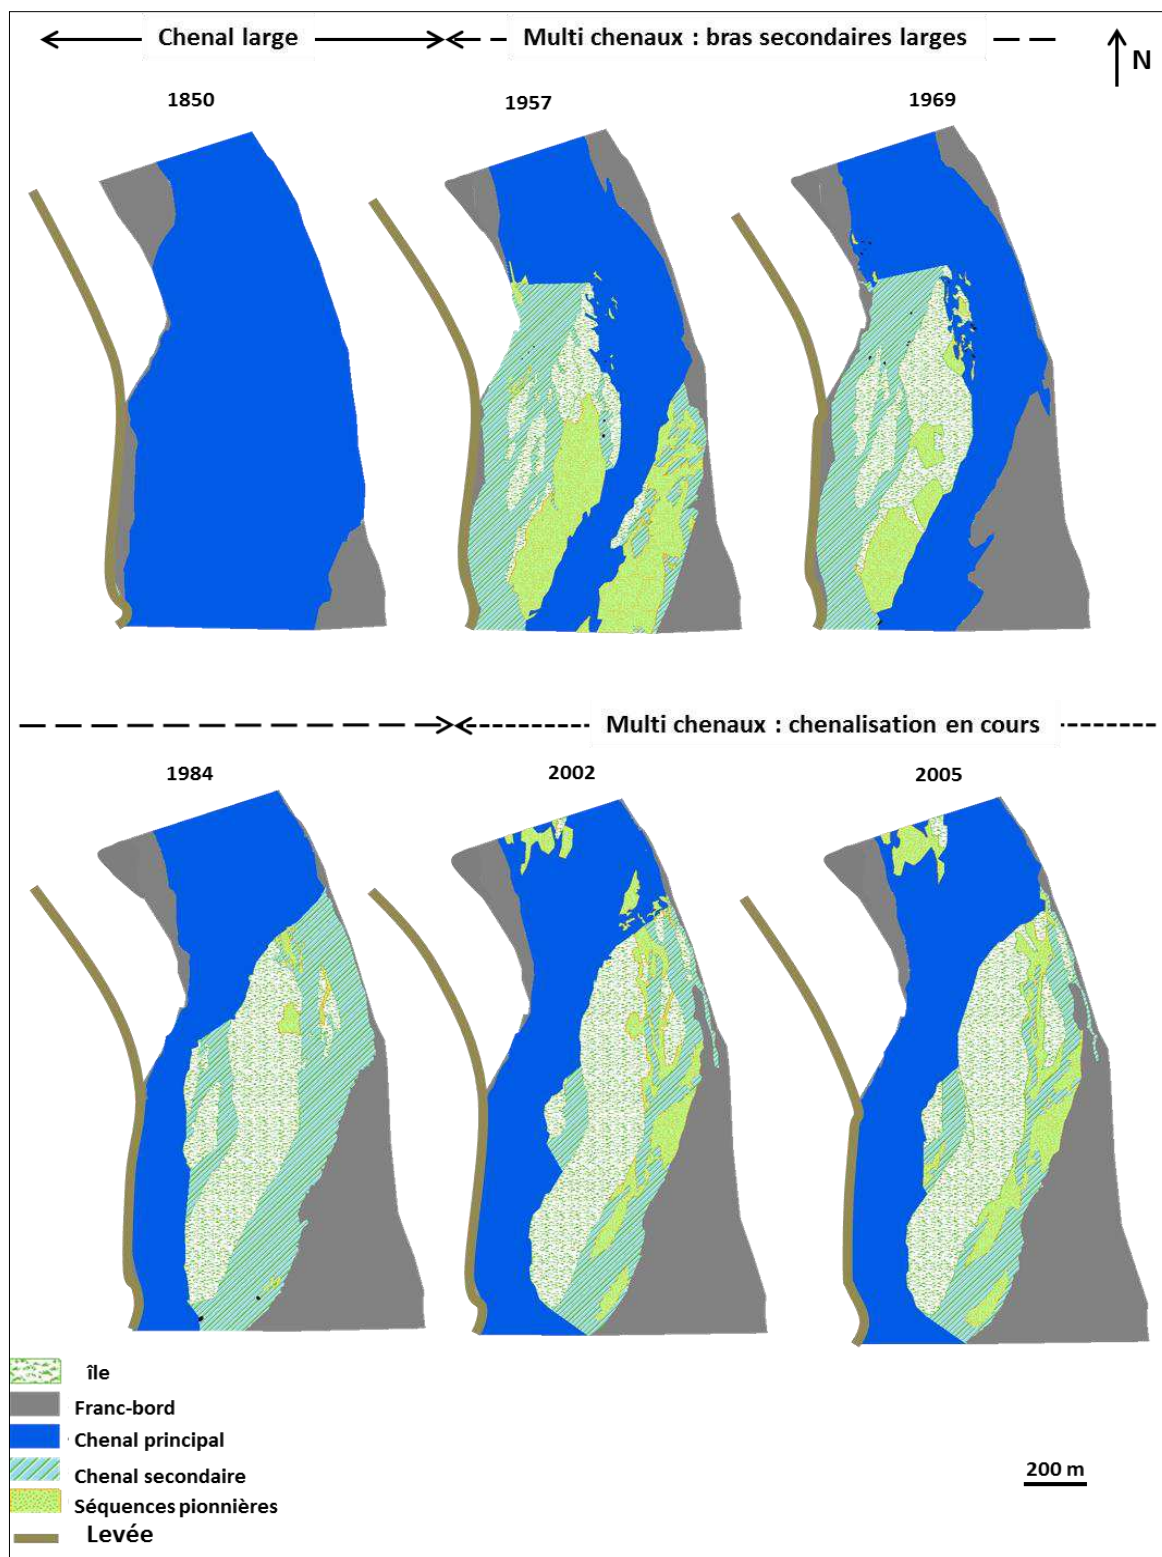 Chenal large
Multi chenaux : bras secondaires larges
N
1850
1957
1969
Multi chenaux : chenalisation en cours
1984
2002
2005
île
Franc-bord
Chenal principal
Chenal secondaire
200 m
Séquences pionnières
Levée